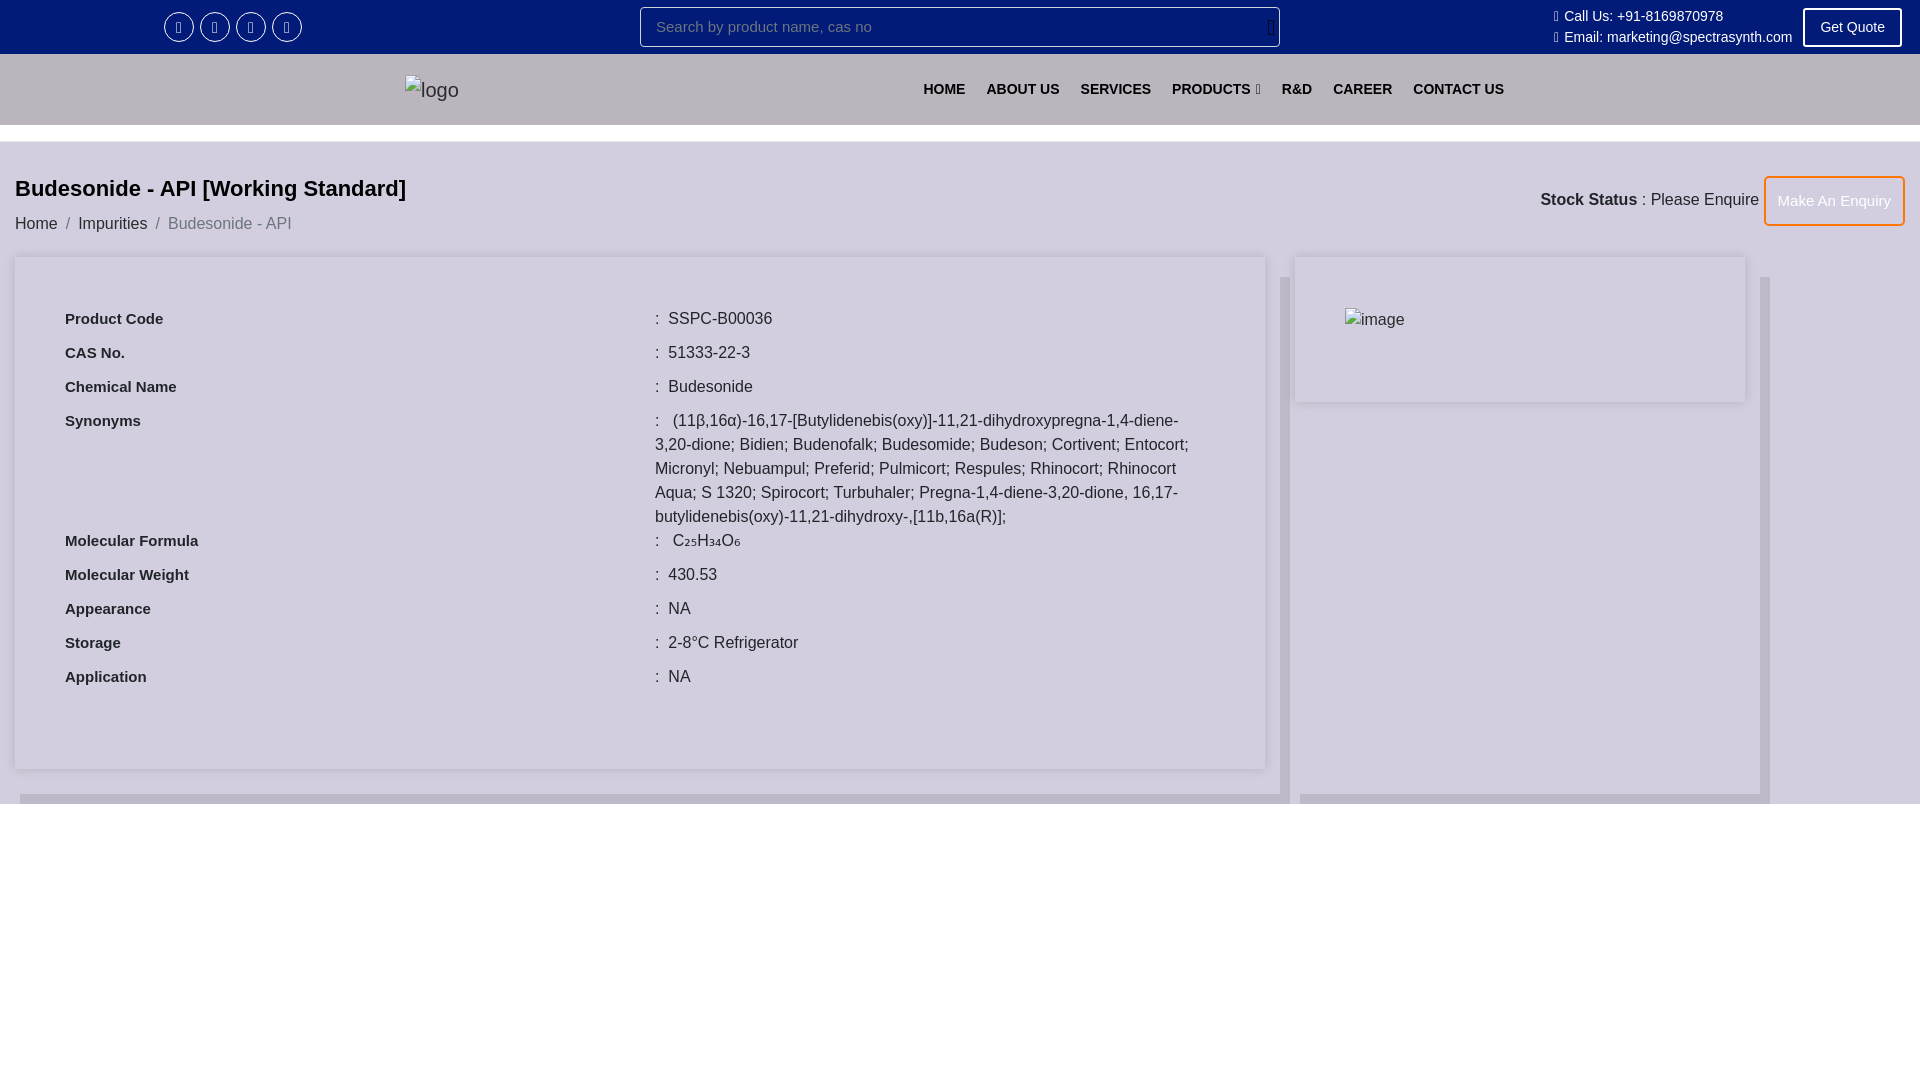 Search by product name, cas no
Call Us: +91-8169870978
Email: marketing@spectrasynth.com
Get Quote
logo
HOME ABOUT US SERVICES PRODUCTS R&D CAREER CONTACT US
Budesonide - API [Working Standard]
Home / Impurities / Budesonide - API
Stock Status : Please Enquire
Make An Enquiry
Product Code : SSPC-B00036
CAS No. : 51333-22-3
Chemical Name : Budesonide
Synonyms : (11β,16α)-16,17-[Butylidenebis(oxy)]-11,21-dihydroxypregna-1,4-diene-
3,20-dione; Bidien; Budenofalk; Budesomide; Budeson; Cortivent; Entocort;
Micronyl; Nebuampul; Preferid; Pulmicort; Respules; Rhinocort; Rhinocort
Aqua; S 1320; Spirocort; Turbuhaler; Pregna-1,4-diene-3,20-dione, 16,17-
butylidenebis(oxy)-11,21-dihydroxy-,[11b,16a(R)];
Molecular Formula : C₂₅H₃₄O₆
Molecular Weight : 430.53
Appearance : NA
Storage : 2-8°C Refrigerator
Application : NA
image